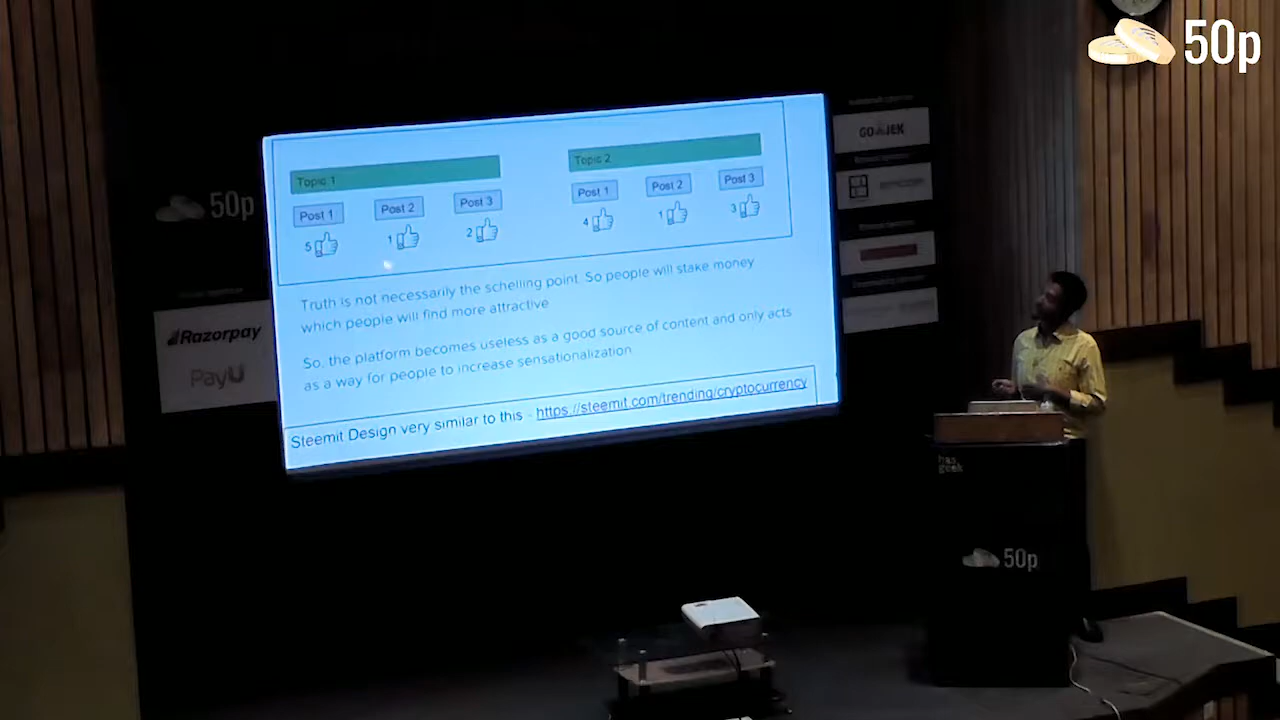 50p
Topic 1
Post 1
Post 2
Post 3
5
1
2
Topic 2
Post 1
Post 2
Post 3
4
1
3
Truth is not necessarily the schelling point. So people will stake money
which people will find more attractive
So, the platform becomes useless as a good source of content and only acts
as a way for people to increase sensationalization
Steemit Design very similar to this - https://steemit.com/trending/cryptocurrency
50p
Razorpay
PayU
GOJEK
has
geek
50p